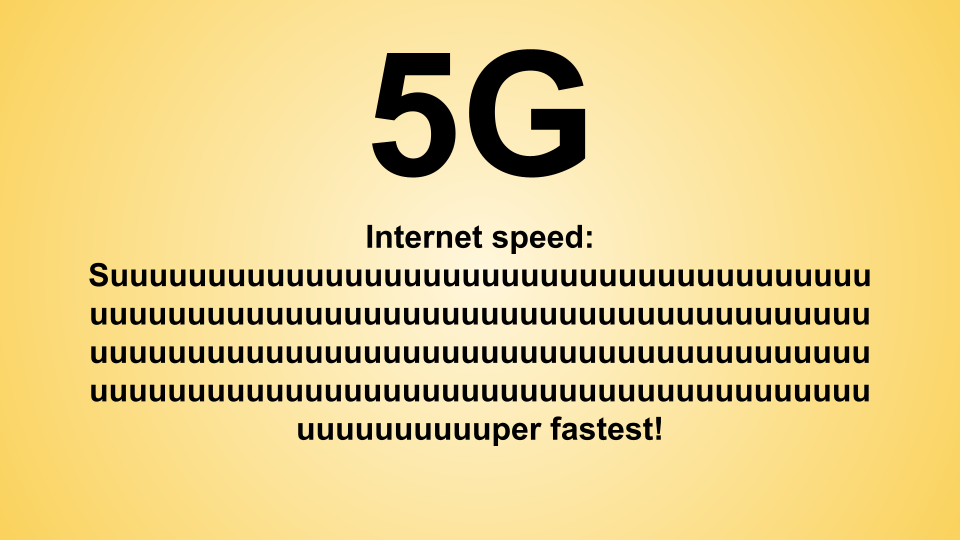 5G
Internet speed:
Suuuuuuuuuuuuuuuuuuuuuuuuuuuuuuuuuuuuuuu
uuuuuuuuuuuuuuuuuuuuuuuuuuuuuuuuuuuuuuuu
uuuuuuuuuuuuuuuuuuuuuuuuuuuuuuuuuuuuuuuu
uuuuuuuuuuuuuuuuuuuuuuuuuuuuuuuuuuuuuuuu
uuuuuuuuuuper fastest!